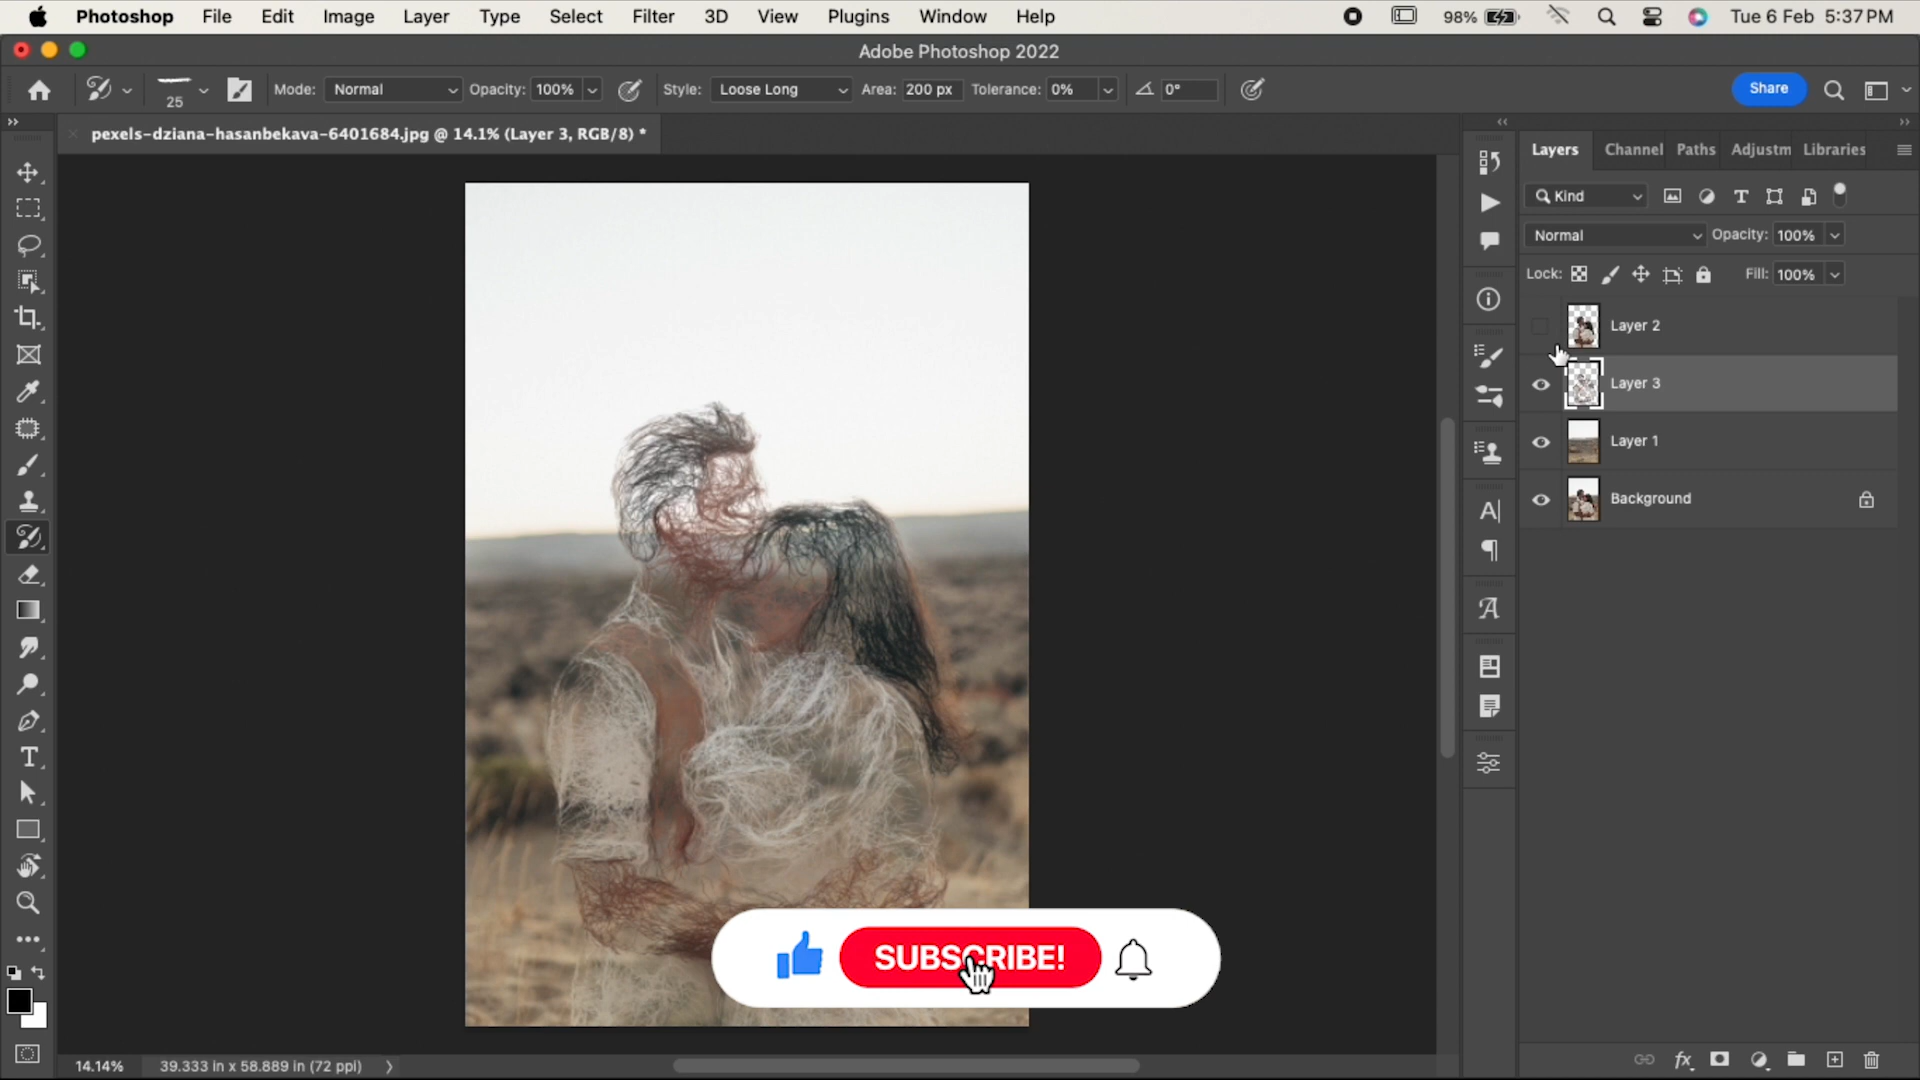 Photoshop File Edit Image Layer Type Select Filter 3D View Plugins Window Help 98% Tue 6 Feb 5:37 PM
Adobe Photoshop 2022
25 Mode: Normal Opacity: 100% Style: Loose Long Area: 200 px Tolerance: 0% 0° Share
pexels-dziana-hasanbekava-6401684.jpg @ 14.1% (Layer 3, RGB/8) *
Layers Channel Paths Adjustm Libraries
Kind
Normal Opacity: 100%
Lock: Fill: 100%
Layer 2
Layer 3
Layer 1
Background
SUBSCRIBE!
14.14% 39.333 in x 58.889 in (72 ppi)